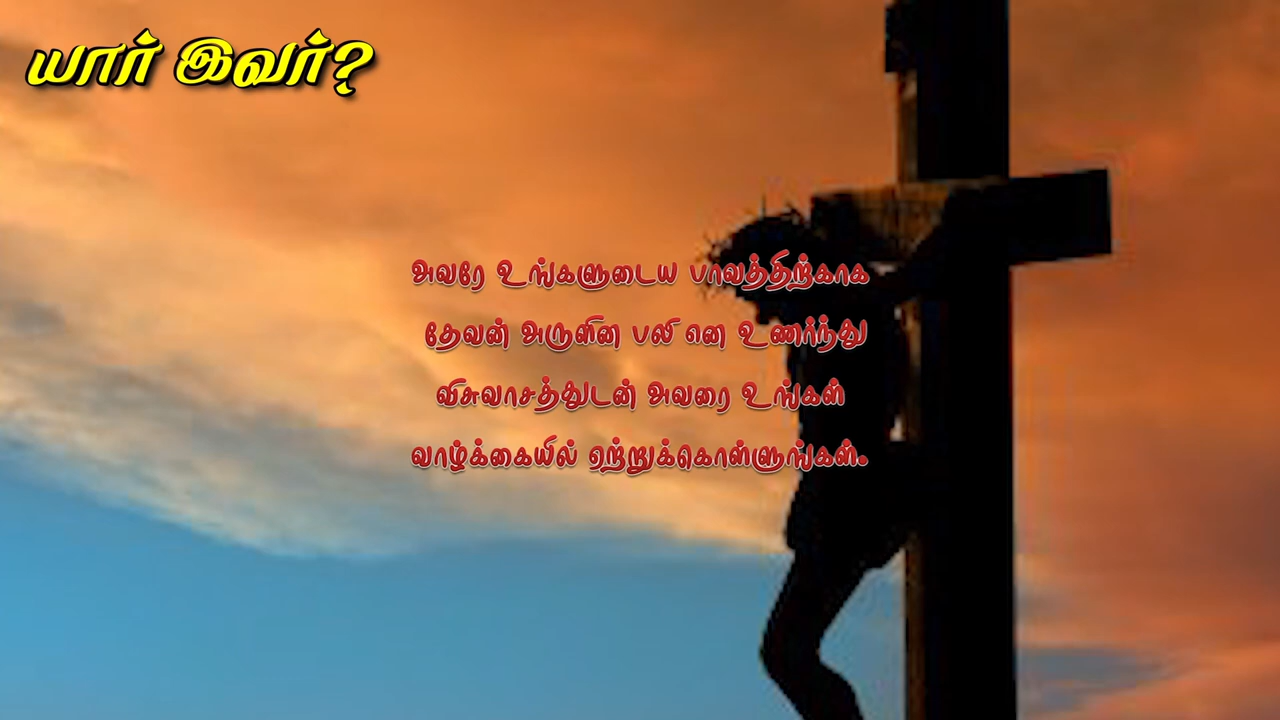 யார் இவர்?
அவரே உங்களுடைய பாவத்திற்காக
தேவன் அருளின பலி என உணர்ந்து
விசுவாசத்துடன் அவரை உங்கள்
வாழ்க்கையில் ஏற்றுக்கொள்ளுங்கள்.